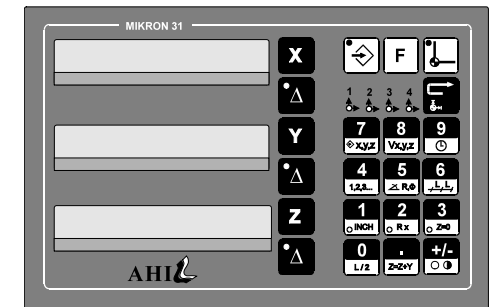 MIKRON 31
X
F
Δ
1 2 3 4
Y
7 8 9
x,y,z Vx,y,z
Δ
4 5 6
1,2,3... R,Φ
Z
1 2 3
INCH Rx Z=0
Δ
0 . +/-
L/2 Z=Z+Y
AHIL